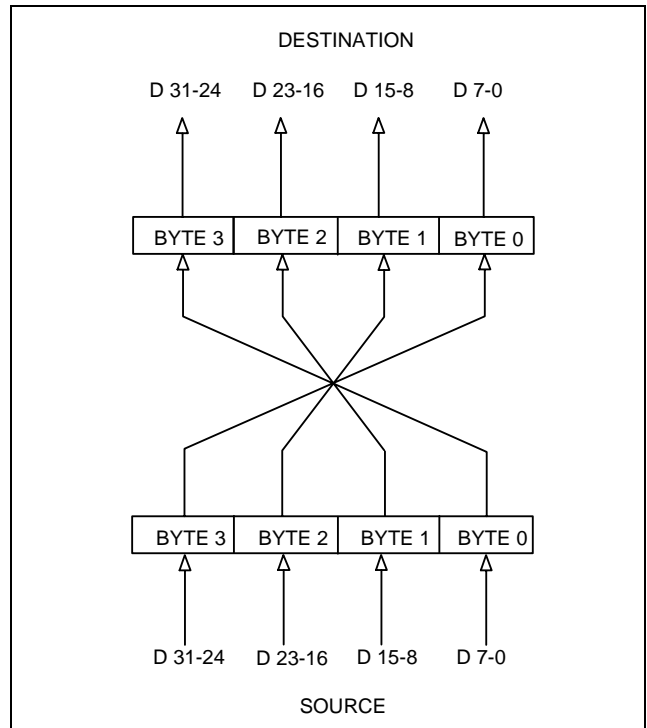 DESTINATION
D 31-24 D 23-16 D 15-8 D 7-0
BYTE 3 BYTE 2 BYTE 1 BYTE 0
BYTE 3 BYTE 2 BYTE 1 BYTE 0
D 31-24 D 23-16 D 15-8 D 7-0
SOURCE